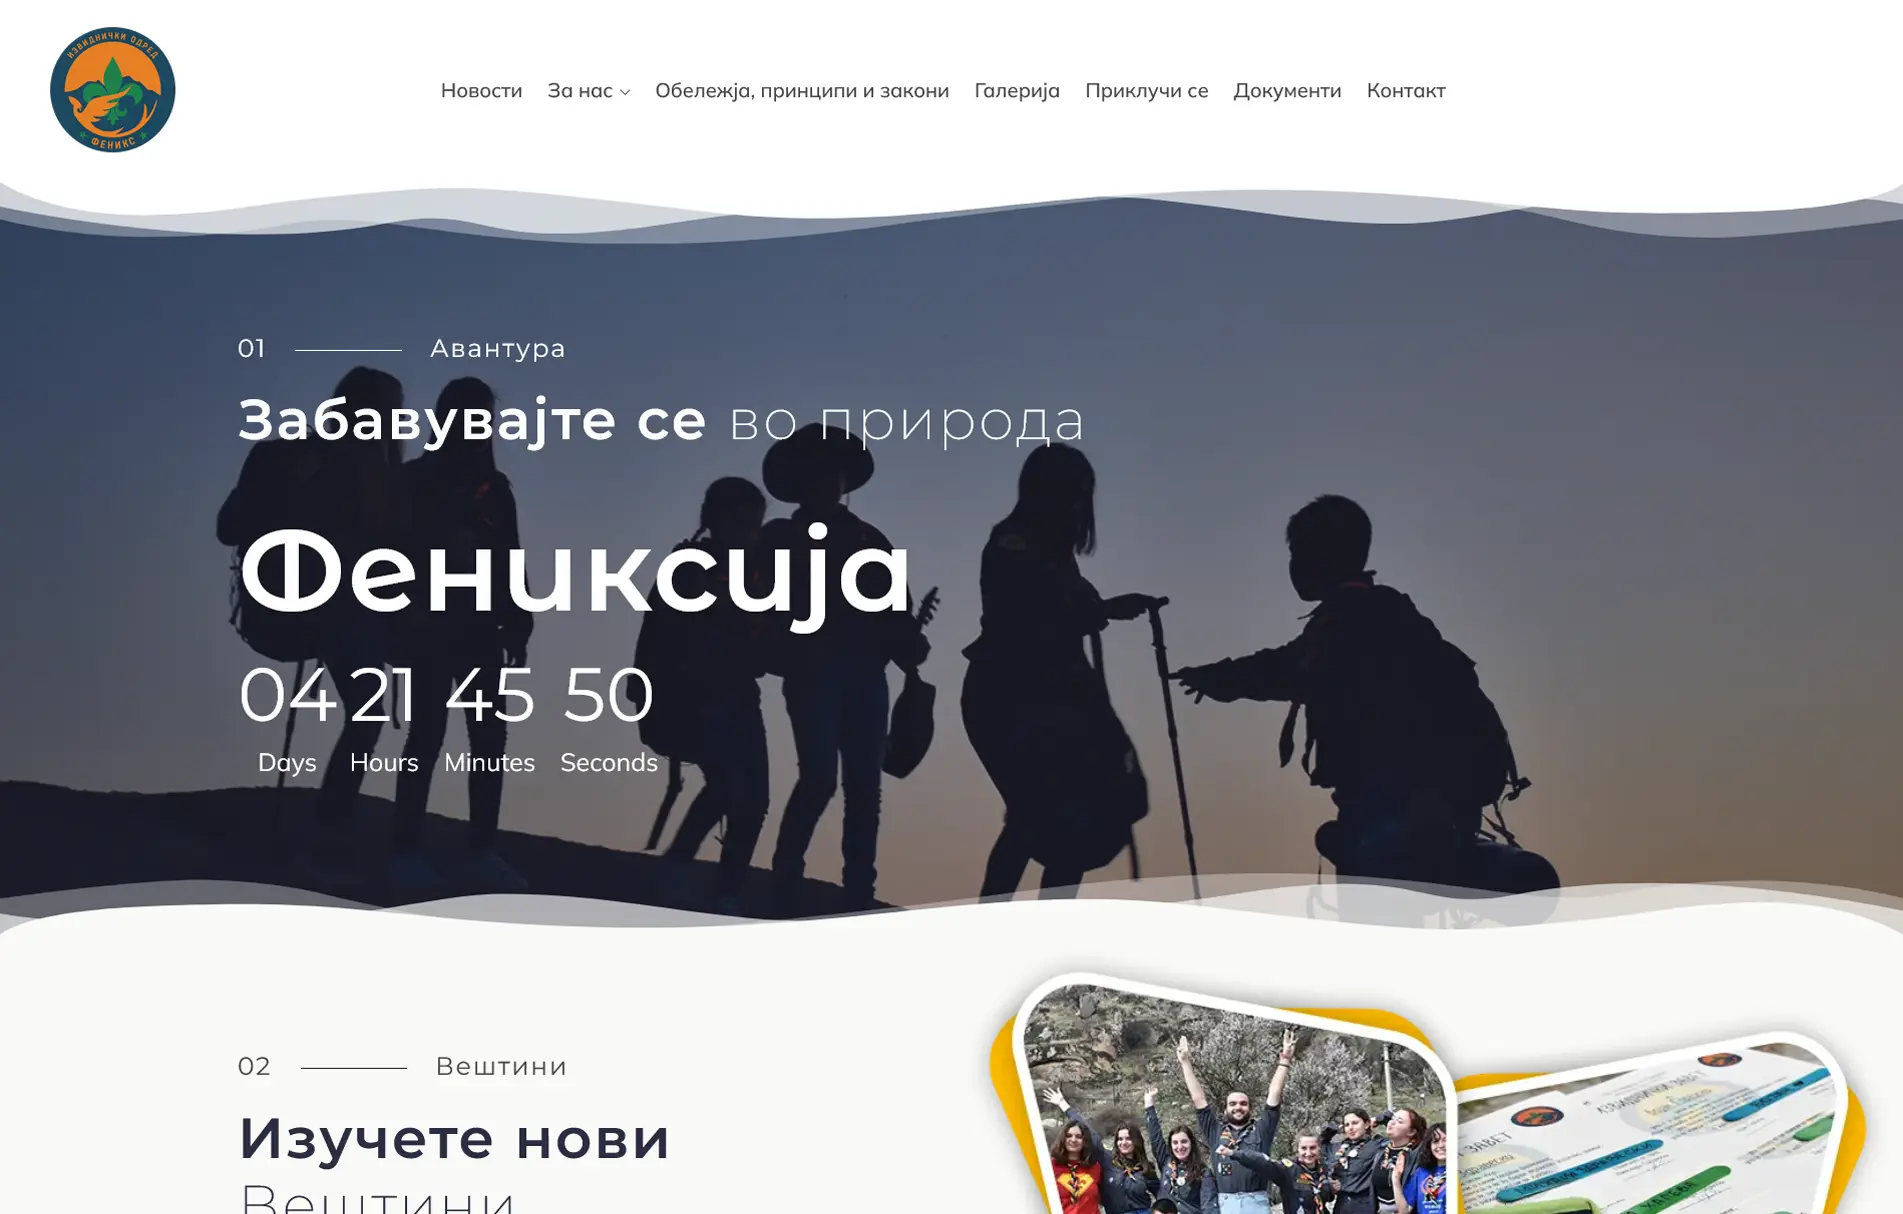 ИЗВИДНИЧКИ ОДРЕД
ФЕНИКС
Новости За нас Обележја, принципи и закони Галерија Приклучи се Документи Контакт
01 Авантура
Забавувајте се во природа
Фениксија
04 21 45 50
Days Hours Minutes Seconds
02 Вештини
Изучете нови
Вештини